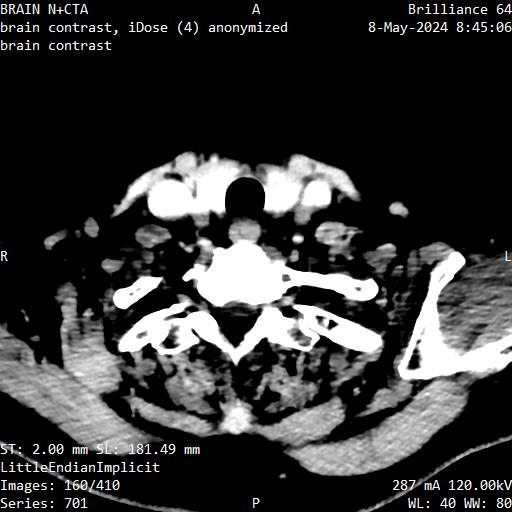 BRAIN N+CTA
A
Brilliance 64
brain contrast, iDose (4) anonymized
8-May-2024 8:45:06
brain contrast
R
L
ST: 2.00 mm SL: 181.49 mm
LittleEndianImplicit
Images: 160/410
287 mA 120.00kV
Series: 701
P
WL: 40 WW: 80